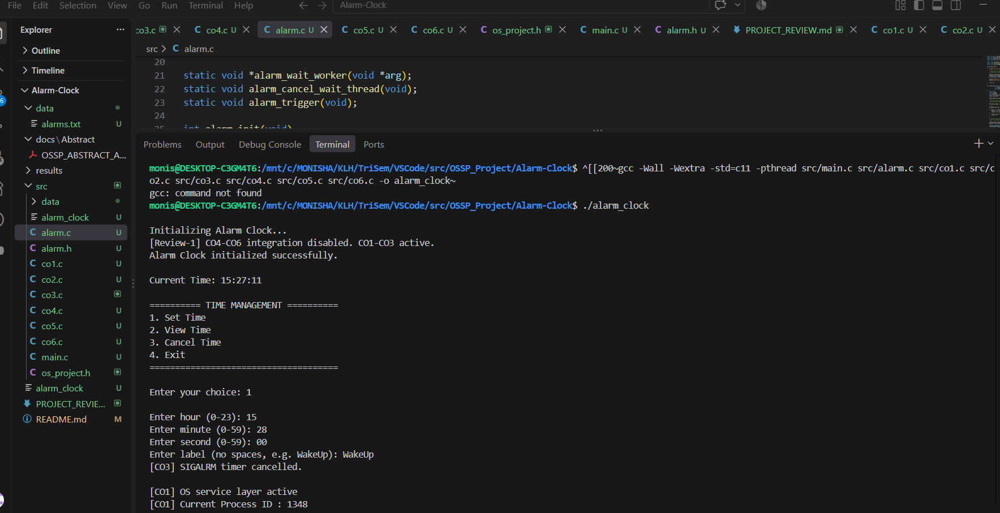 File Edit Selection View Go Run Terminal Help
Alarm-Clock
Explorer
Outline
Timeline
Alarm-Clock
data
alarms.txt U
docs\Abstract
OSSP_ABSTRACT_A...
results
src
data
alarm_clock U
alarm.c U
alarm.h U
co1.c U
co2.c U
co3.c
co4.c U
co5.c U
co6.c U
main.c U
os_project.h
alarm_clock U
PROJECT_REVIE...
README.md M
6
co3.c co4.c U alarm.c U co5.c U co6.c U os_project.h main.c U alarm.h U PROJECT_REVIEW.md co1.c U co2.c U
src > alarm.c
20
21 static void *alarm_wait_worker(void *arg);
22 static void alarm_cancel_wait_thread(void);
23 static void alarm_trigger(void);
24
25 int alarm_init(void)
Problems Output Debug Console Terminal Ports
monis@DESKTOP-C3GM4T6:/mnt/c/MONISHA/KLH/TriSem/VSCode/src/OSSP_Project/Alarm-Clock$ ^[[200~gcc -Wall -Wextra -std=c11 -pthread src/main.c src/alarm.c src/co1.c src/c
o2.c src/co3.c src/co4.c src/co5.c src/co6.c -o alarm_clock~
gcc: command not found
monis@DESKTOP-C3GM4T6:/mnt/c/MONISHA/KLH/TriSem/VSCode/src/OSSP_Project/Alarm-Clock$ ./alarm_clock
Initializing Alarm Clock...
[Review-1] CO4-CO6 integration disabled. CO1-CO3 active.
Alarm Clock initialized successfully.
Current Time: 15:27:11
========== TIME MANAGEMENT ==========
1. Set Time
2. View Time
3. Cancel Time
4. Exit
=====================================
Enter your choice: 1
Enter hour (0-23): 15
Enter minute (0-59): 28
Enter second (0-59): 00
Enter label (no spaces, e.g. WakeUp): WakeUp
[CO3] SIGALRM timer cancelled.
[CO1] OS service layer active
[CO1] Current Process ID : 1348